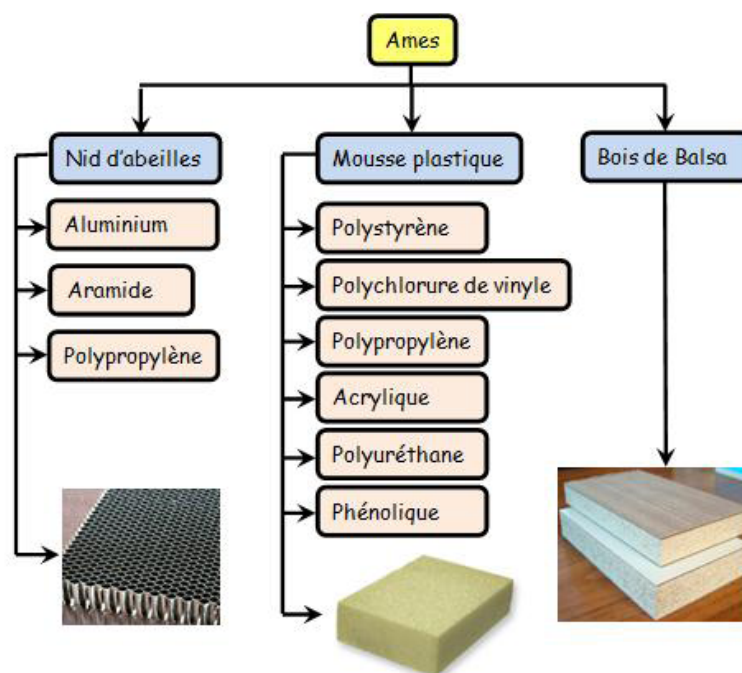 Ames
Nid d'abeilles
Mousse plastique
Bois de Balsa
Aluminium
Aramide
Polypropylène
Polystyrène
Polychlorure de vinyle
Polypropylène
Acrylique
Polyuréthane
Phénolique